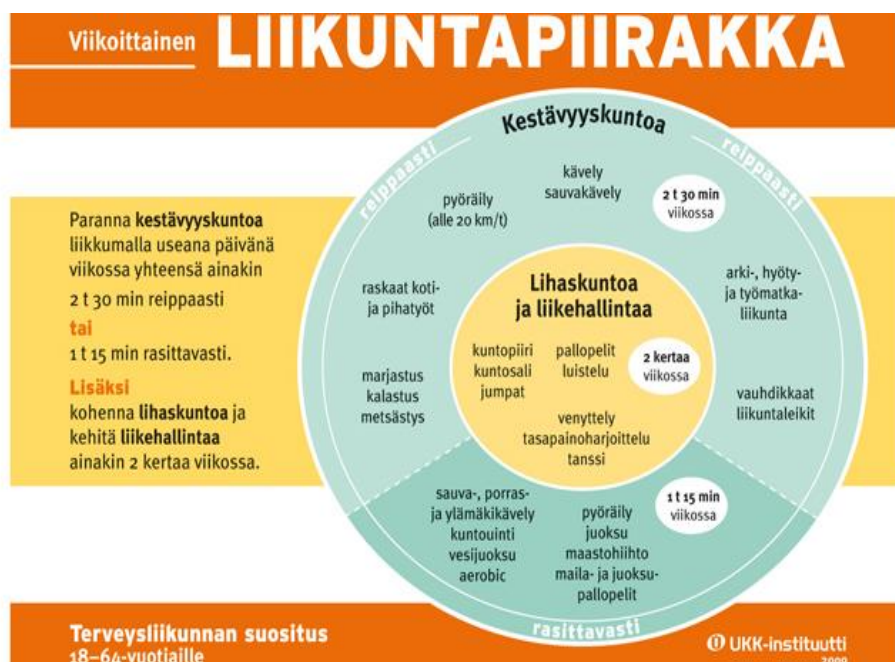 Viikoittainen LIIKUNTAPIIRAKKA
Paranna kestävyyskuntoa
liikkumalla useana päivänä
viikossa yhteensä ainakin
2 t 30 min reippaasti
tai
1 t 15 min rasittavasti.
Lisäksi
kohenna lihaskuntoa ja
kehitä liikehallintaa
ainakin 2 kertaa viikossa.
Kestävyyskuntoa
reippaasti
reippaasti
kävely
sauvakävely
2 t 30 min
viikossa
pyöräily
(alle 20 km/t)
raskaat koti-
ja pihatyöt
arki-, hyöty-
ja työmatka-
liikunta
marjastus
kalastus
metsästys
vauhdikkaat
liikuntaleikit
Lihaskuntoa
ja liikehallintaa
kuntopiiri
kuntosali
jumpat
pallopelit
luistelu
2 kertaa
viikossa
venyttely
tasapainoharjoittelu
tanssi
sauva-, porras-
ja ylämäkikävely
kuntouinti
vesijuoksu
aerobic
pyöräily
juoksu
maastohiihto
maila- ja juoksu-
pallopelit
1 t 15 min
viikossa
rasittavasti
Terveysliikunnan suositus
18–64-vuotiaille
UKK-instituutti
2009